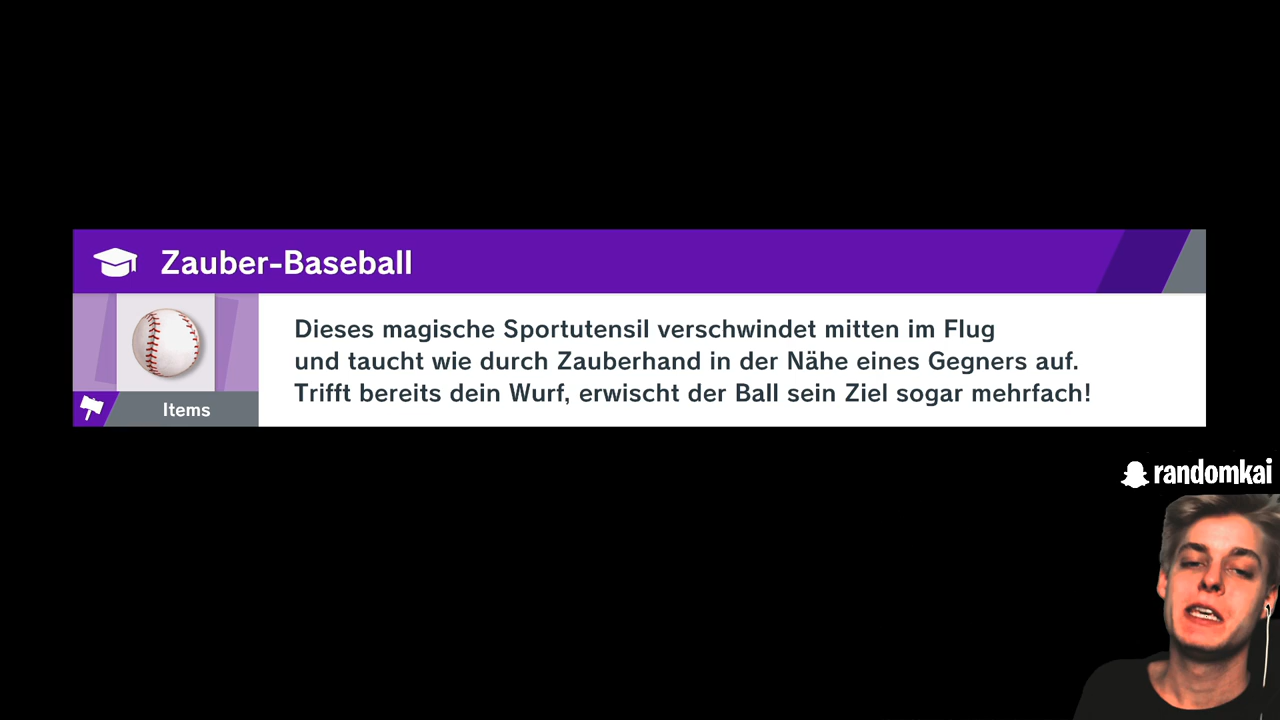 Zauber-Baseball
Dieses magische Sportutensil verschwindet mitten im Flug
und taucht wie durch Zauberhand in der Nähe eines Gegners auf.
Trifft bereits dein Wurf, erwischt der Ball sein Ziel sogar mehrfach!
Items
randomkai